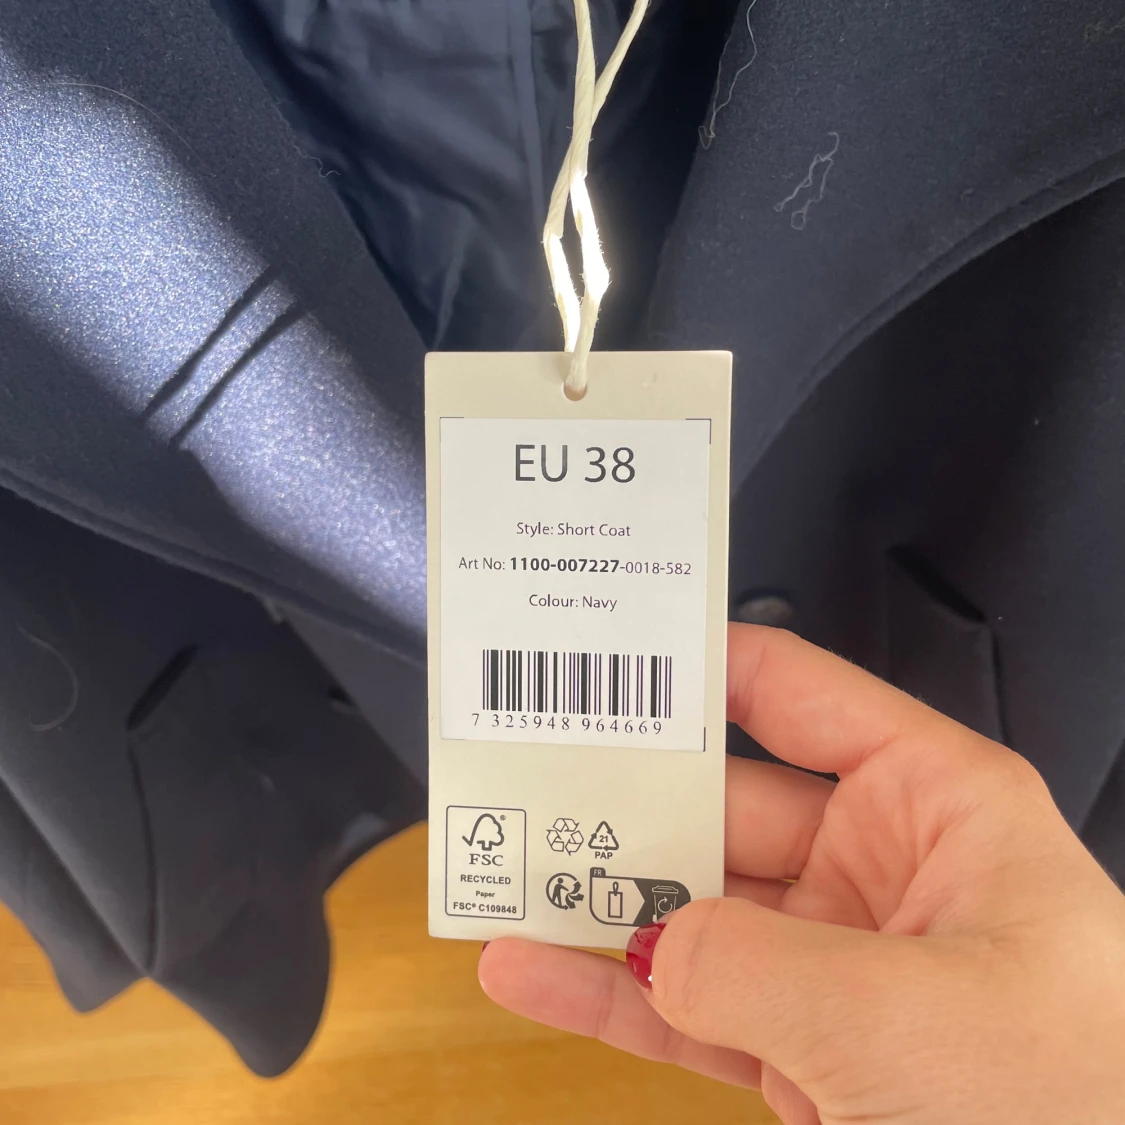 EU 38
Style: Short Coat
Art No: 1100-007227-0018-582
Colour: Navy
7 325948 964669
FSC®
RECYCLED
Paper
FSC® C109848
21
PAP
FR